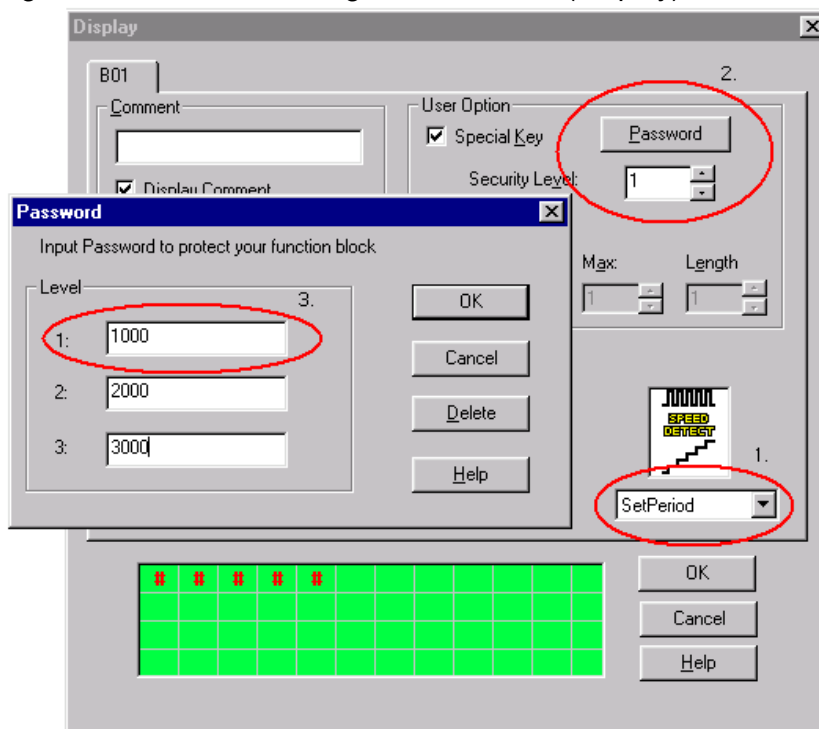 Display
B01
2.
Comment
User Option
Special Key
Password
Security Level:
1
Display Comment
Password
Input Password to protect your function block
Max:
Length
1
1
Level
3.
1:
1000
2:
2000
3:
3000
OK
Cancel
Delete
Help
SPEED
DETECT
1.
SetPeriod
# # # # #
OK
Cancel
Help